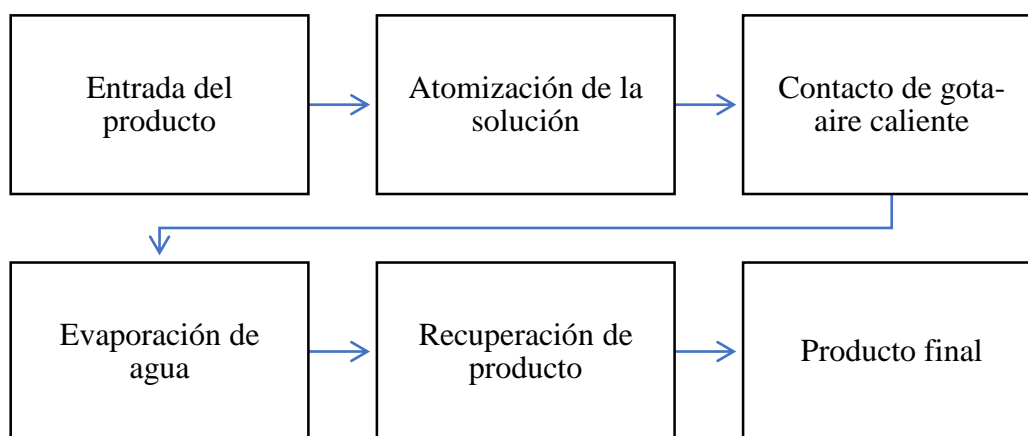 Entrada del
producto
Atomización de la
solución
Contacto de gota-
aire caliente
Evaporación de
agua
Recuperación de
producto
Producto final